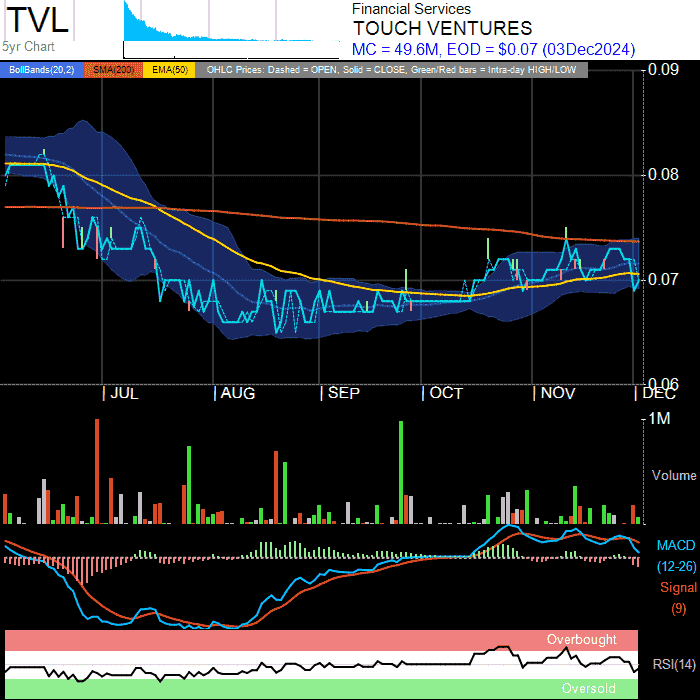 TVL
5yr Chart
Financial Services
TOUCH VENTURES
MC = 49.6M, EOD = $0.07 (03Dec2024)
BollBands(20,2) SMA(200) EMA(50) OHLC Prices: Dashed = OPEN, Solid = CLOSE, Green/Red bars = Intra-day HIGH/LOW
0.09
0.08
0.07
0.06
| JUL | AUG | SEP | OCT | NOV | DEC
1M
Volume
MACD
(12-26)
Signal
(9)
Overbought
RSI(14)
Oversold